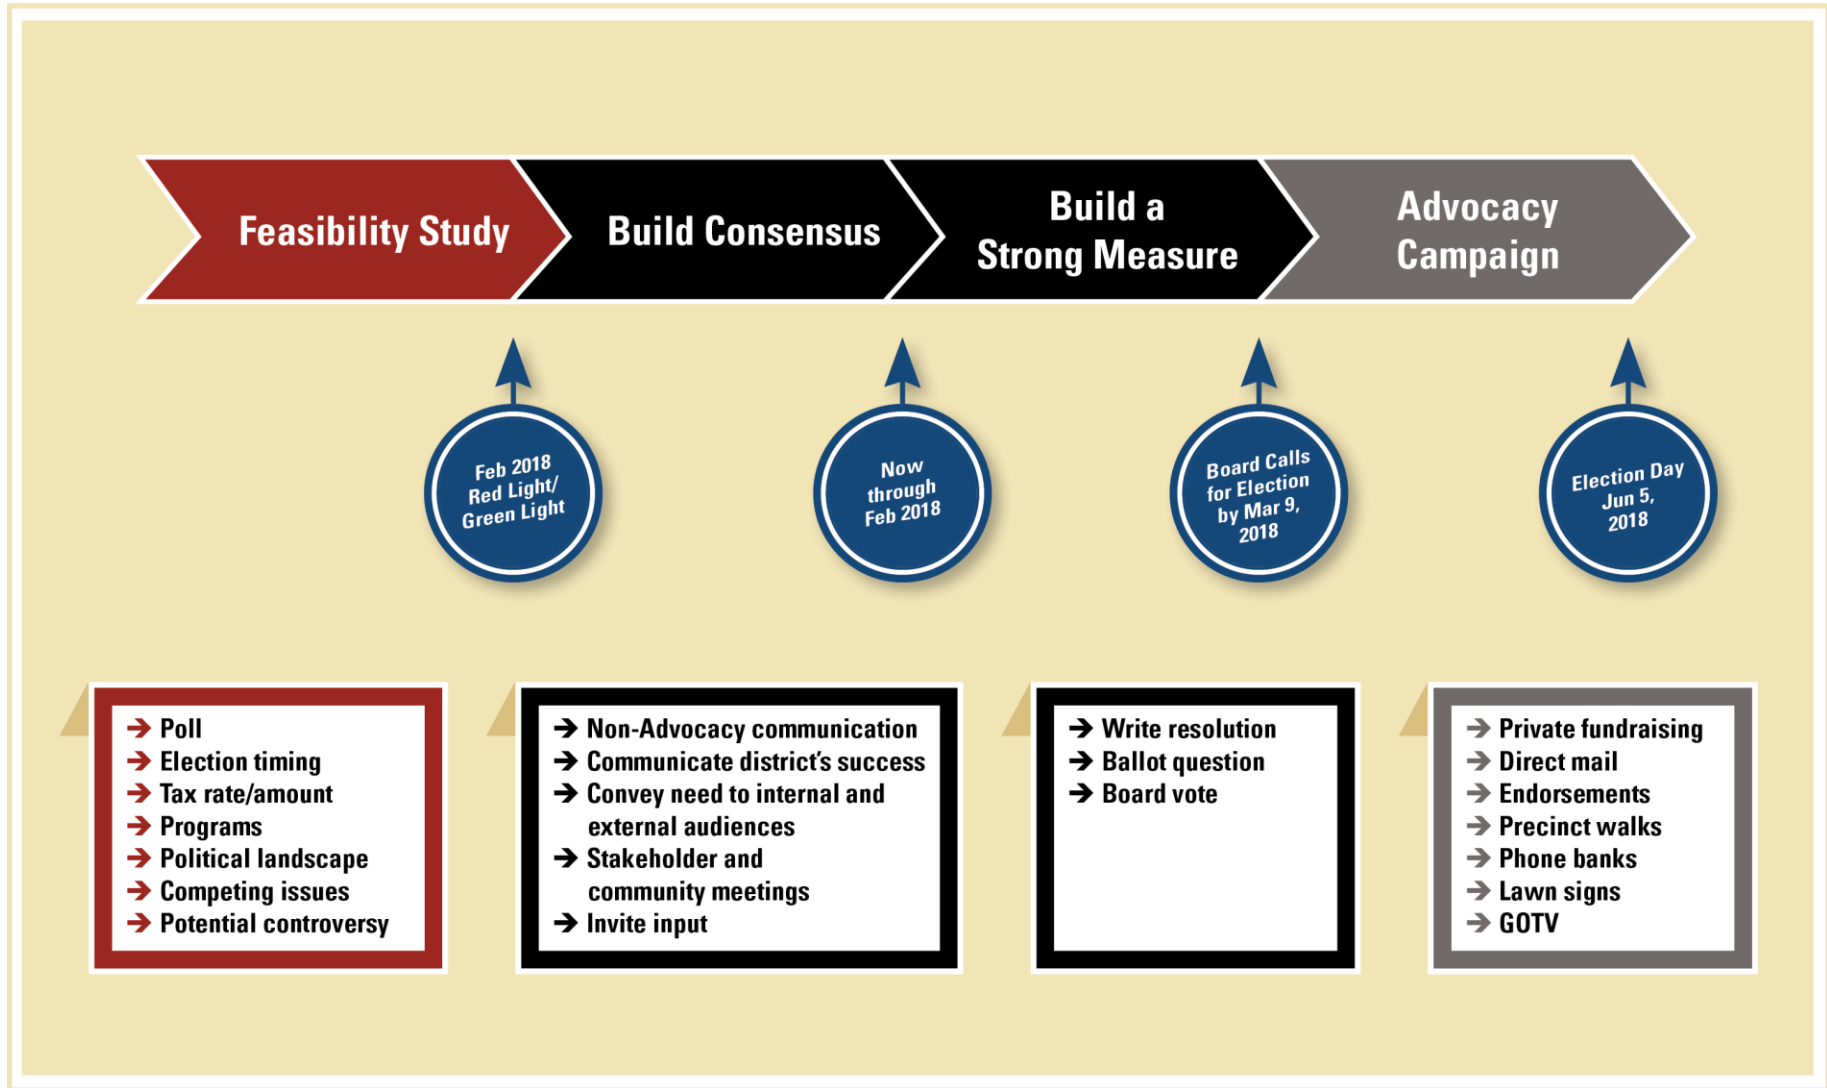 Feasibility Study
Build Consensus
Build a
Strong Measure
Advocacy
Campaign
Feb 2018
Red Light/
Green Light
Now
through
Feb 2018
Board Calls
for Election
by Mar 9,
2018
Election Day
Jun 5,
2018
→ Poll
→ Election timing
→ Tax rate/amount
→ Programs
→ Political landscape
→ Competing issues
→ Potential controversy
→ Non-Advocacy communication
→ Communicate district's success
→ Convey need to internal and
external audiences
→ Stakeholder and
community meetings
→ Invite input
→ Write resolution
→ Ballot question
→ Board vote
→ Private fundraising
→ Direct mail
→ Endorsements
→ Precinct walks
→ Phone banks
→ Lawn signs
→ GOTV